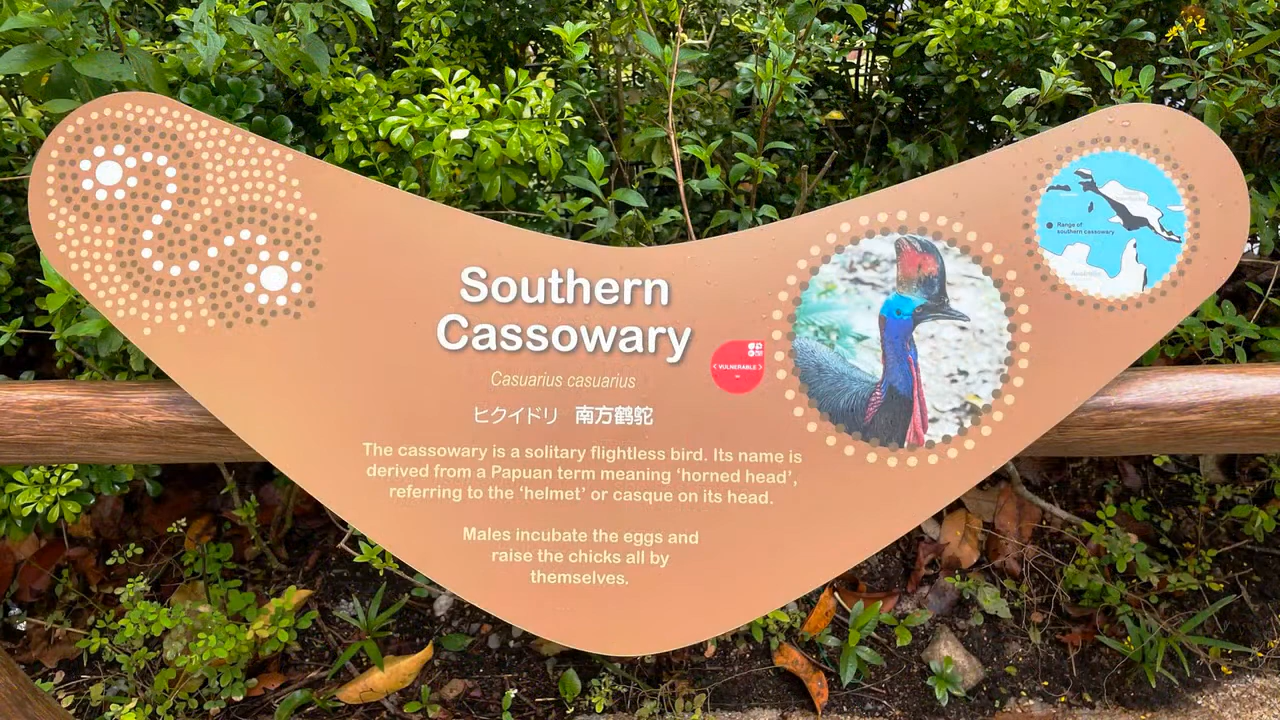 Southern
Cassowary
Casuarius casuarius
ヒクイドリ 南方鹤鸵
< VULNERABLE >
The cassowary is a solitary flightless bird. Its name is
derived from a Papuan term meaning ‘horned head’,
referring to the ‘helmet’ or casque on its head.
Males incubate the eggs and
raise the chicks all by
themselves.
Range of
southern cassowary
Australia